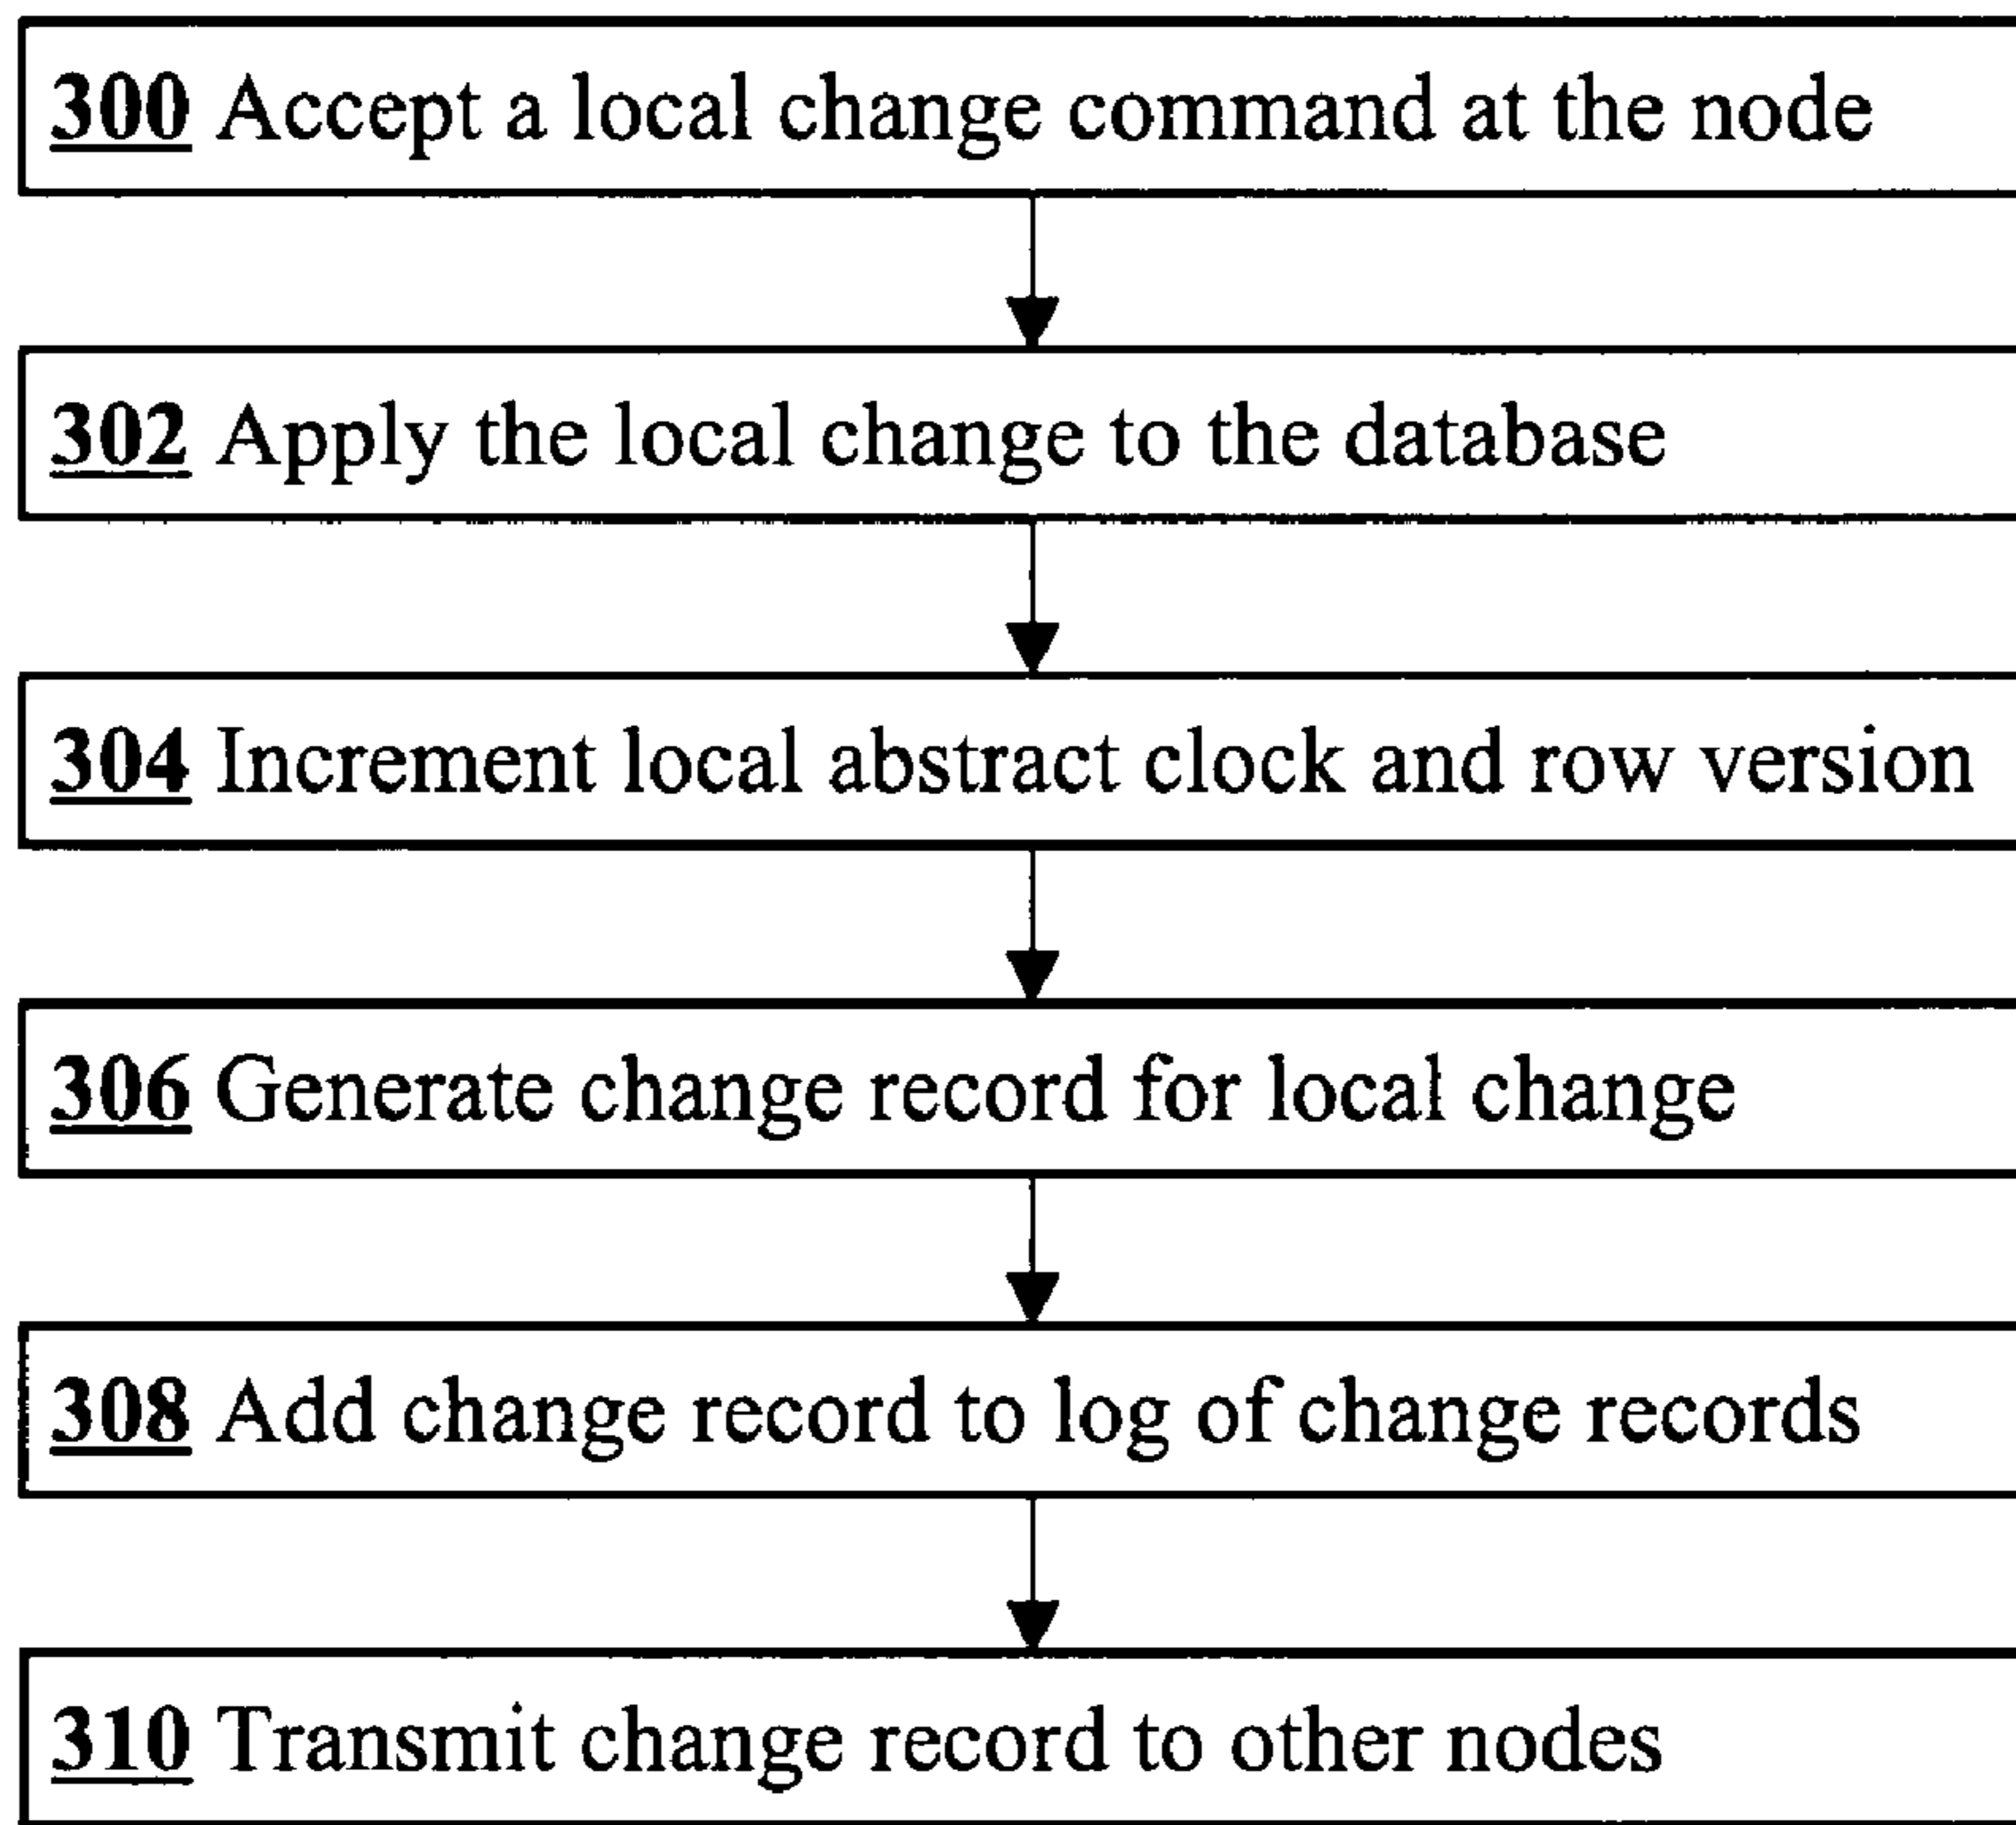 300 Accept a local change command at the node
302 Apply the local change to the database
304 Increment local abstract clock and row version
306 Generate change record for local change
308 Add change record to log of change records
310 Transmit change record to other nodes